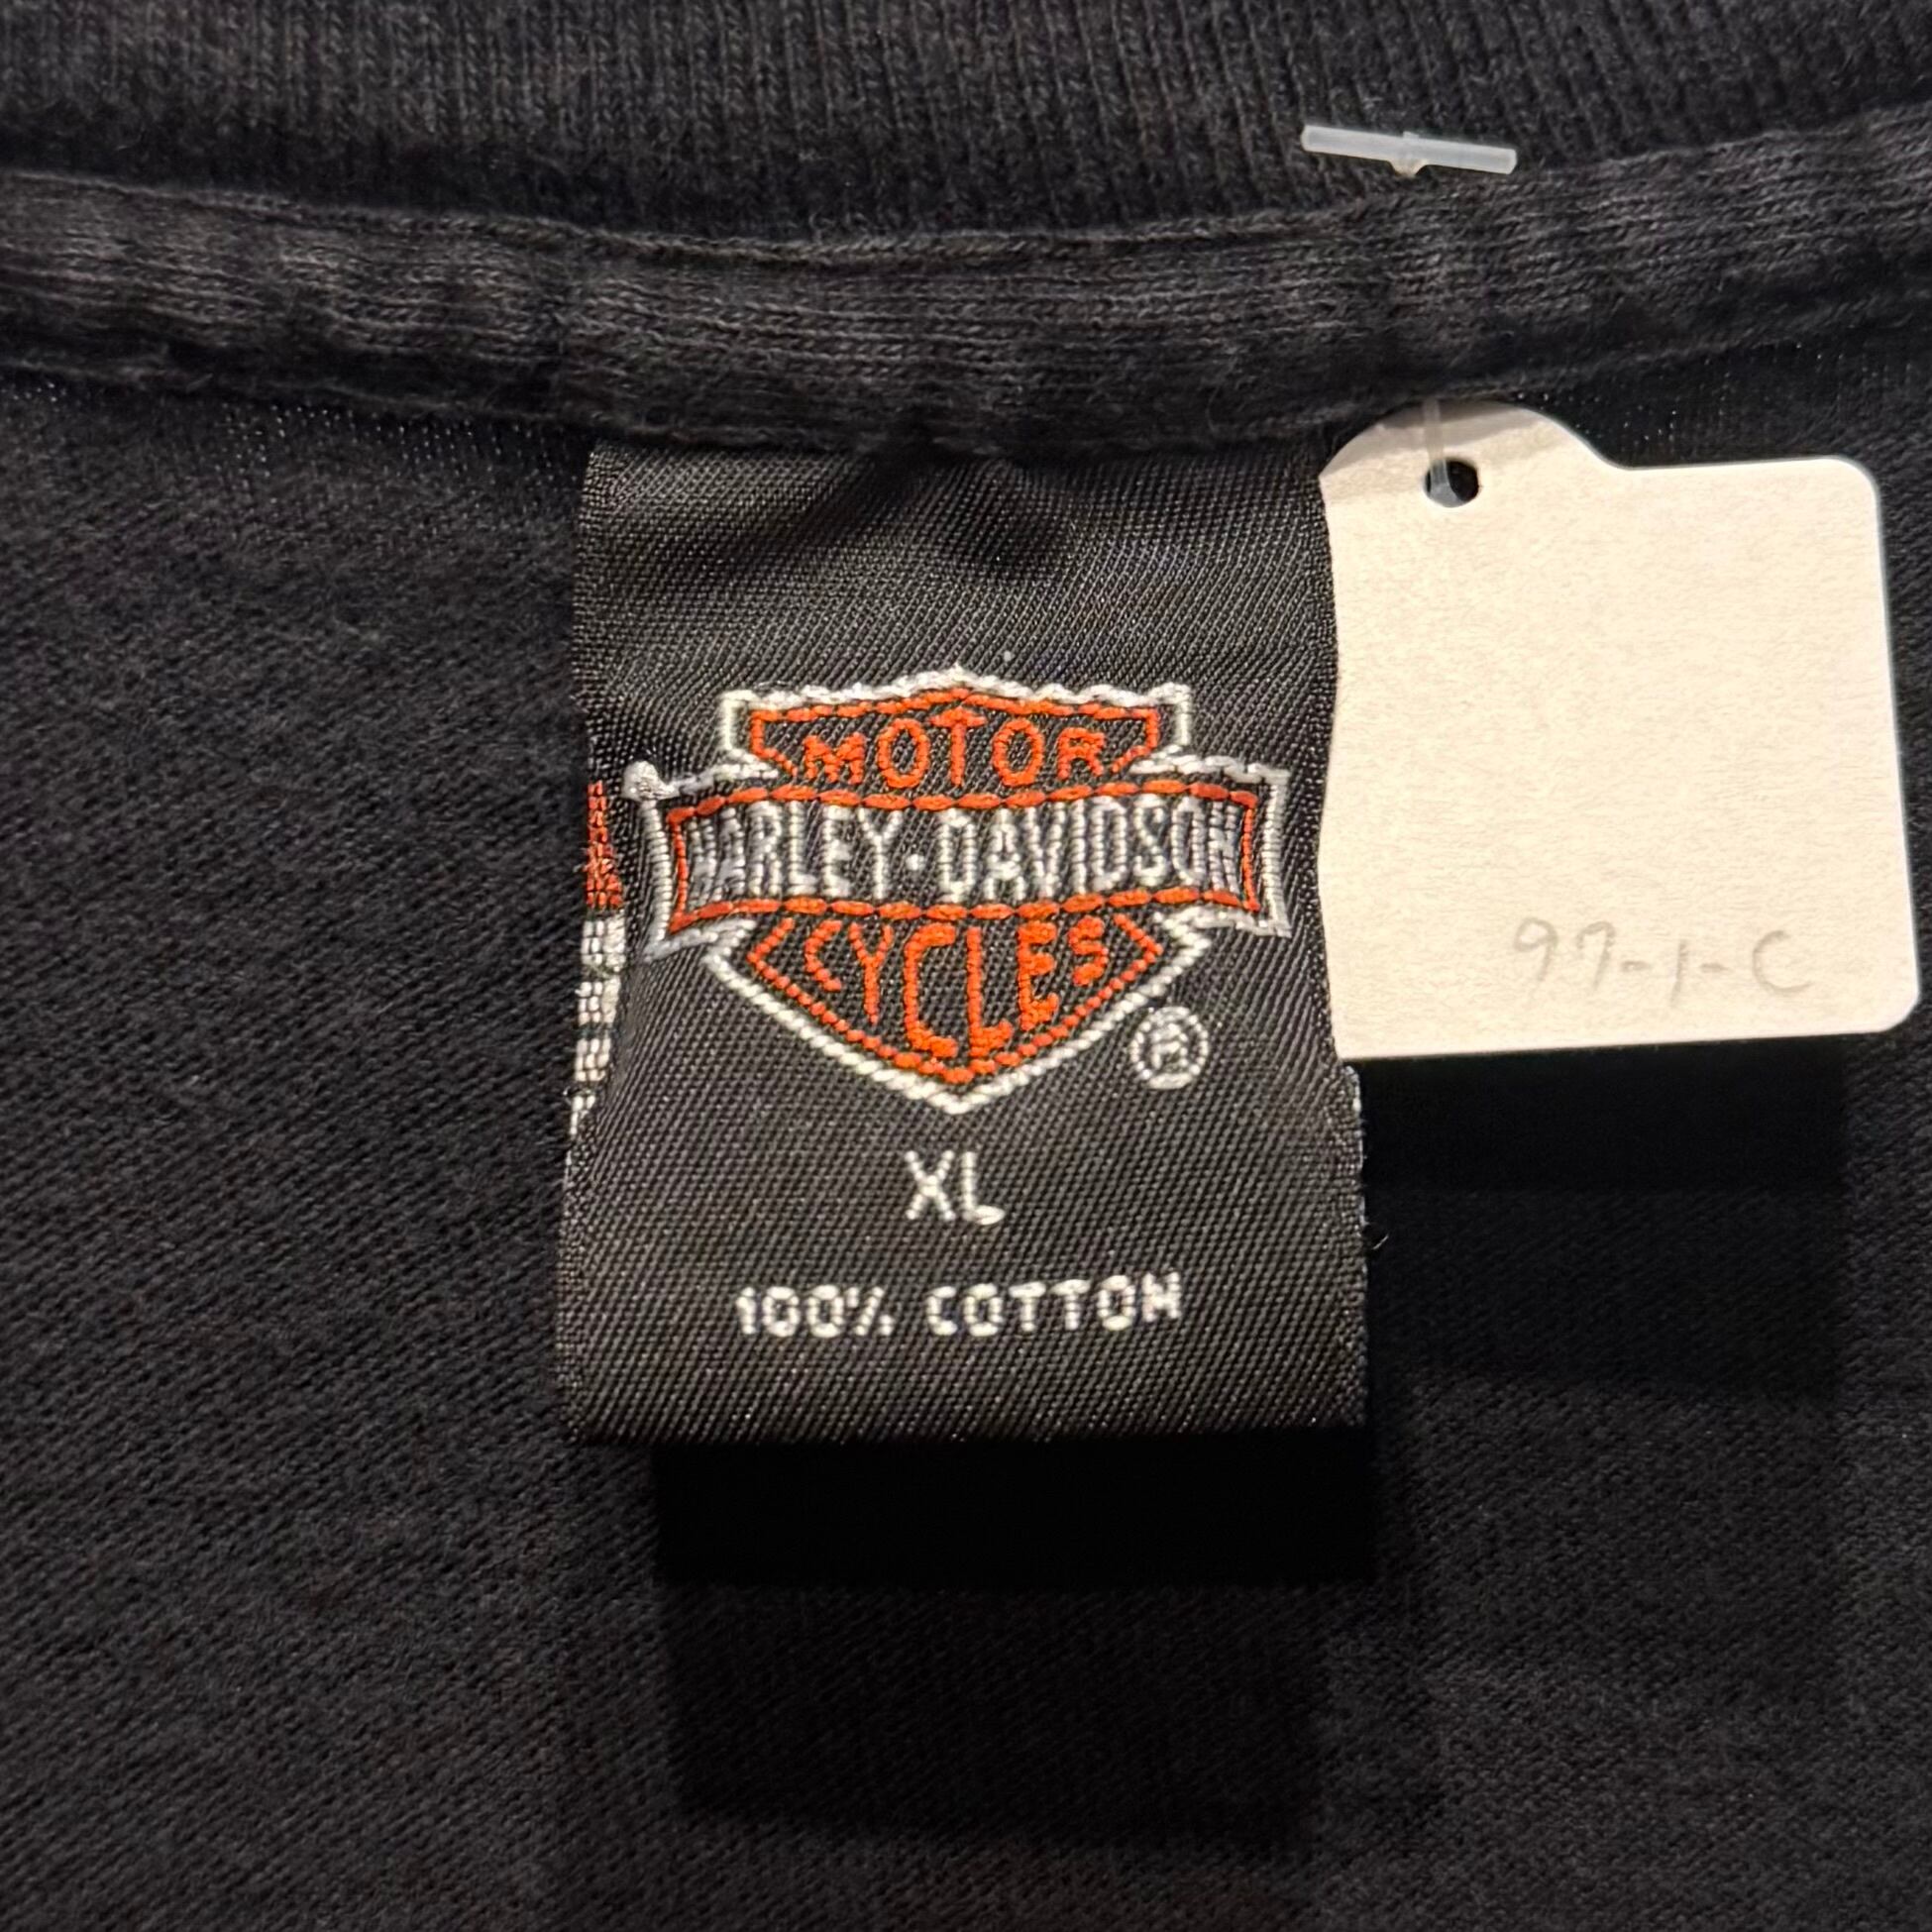 MOTOR
HARLEY·DAVIDSON
CYCLES
®
XL
100% COTTON
97-1-C